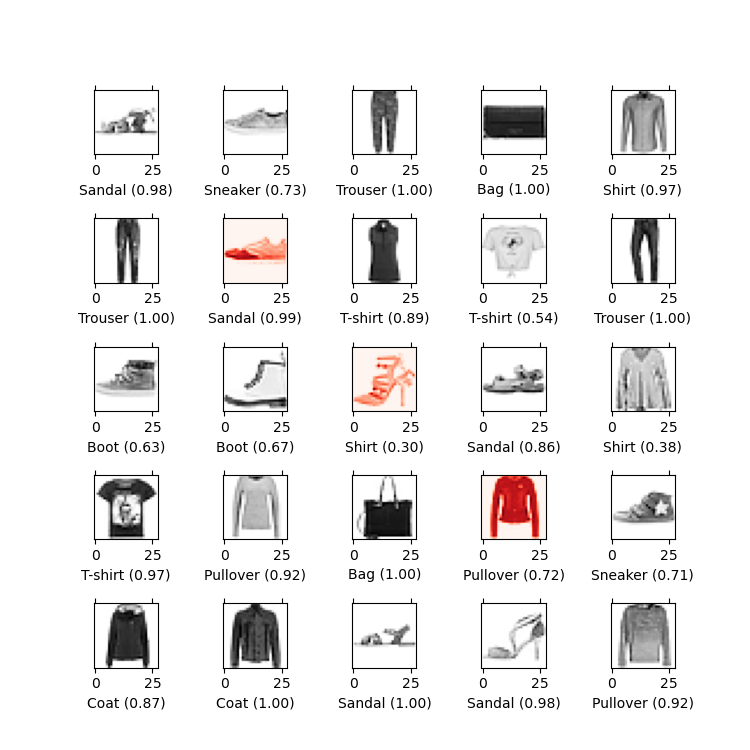 0 25 0 25 0 25 0 25 0 25
Sandal (0.98) Sneaker (0.73) Trouser (1.00) Bag (1.00) Shirt (0.97)
0 25 0 25 0 25 0 25 0 25
Trouser (1.00) Sandal (0.99) T-shirt (0.89) T-shirt (0.54) Trouser (1.00)
0 25 0 25 0 25 0 25 0 25
Boot (0.63) Boot (0.67) Shirt (0.30) Sandal (0.86) Shirt (0.38)
0 25 0 25 0 25 0 25 0 25
T-shirt (0.97) Pullover (0.92) Bag (1.00) Pullover (0.72) Sneaker (0.71)
0 25 0 25 0 25 0 25 0 25
Coat (0.87) Coat (1.00) Sandal (1.00) Sandal (0.98) Pullover (0.92)